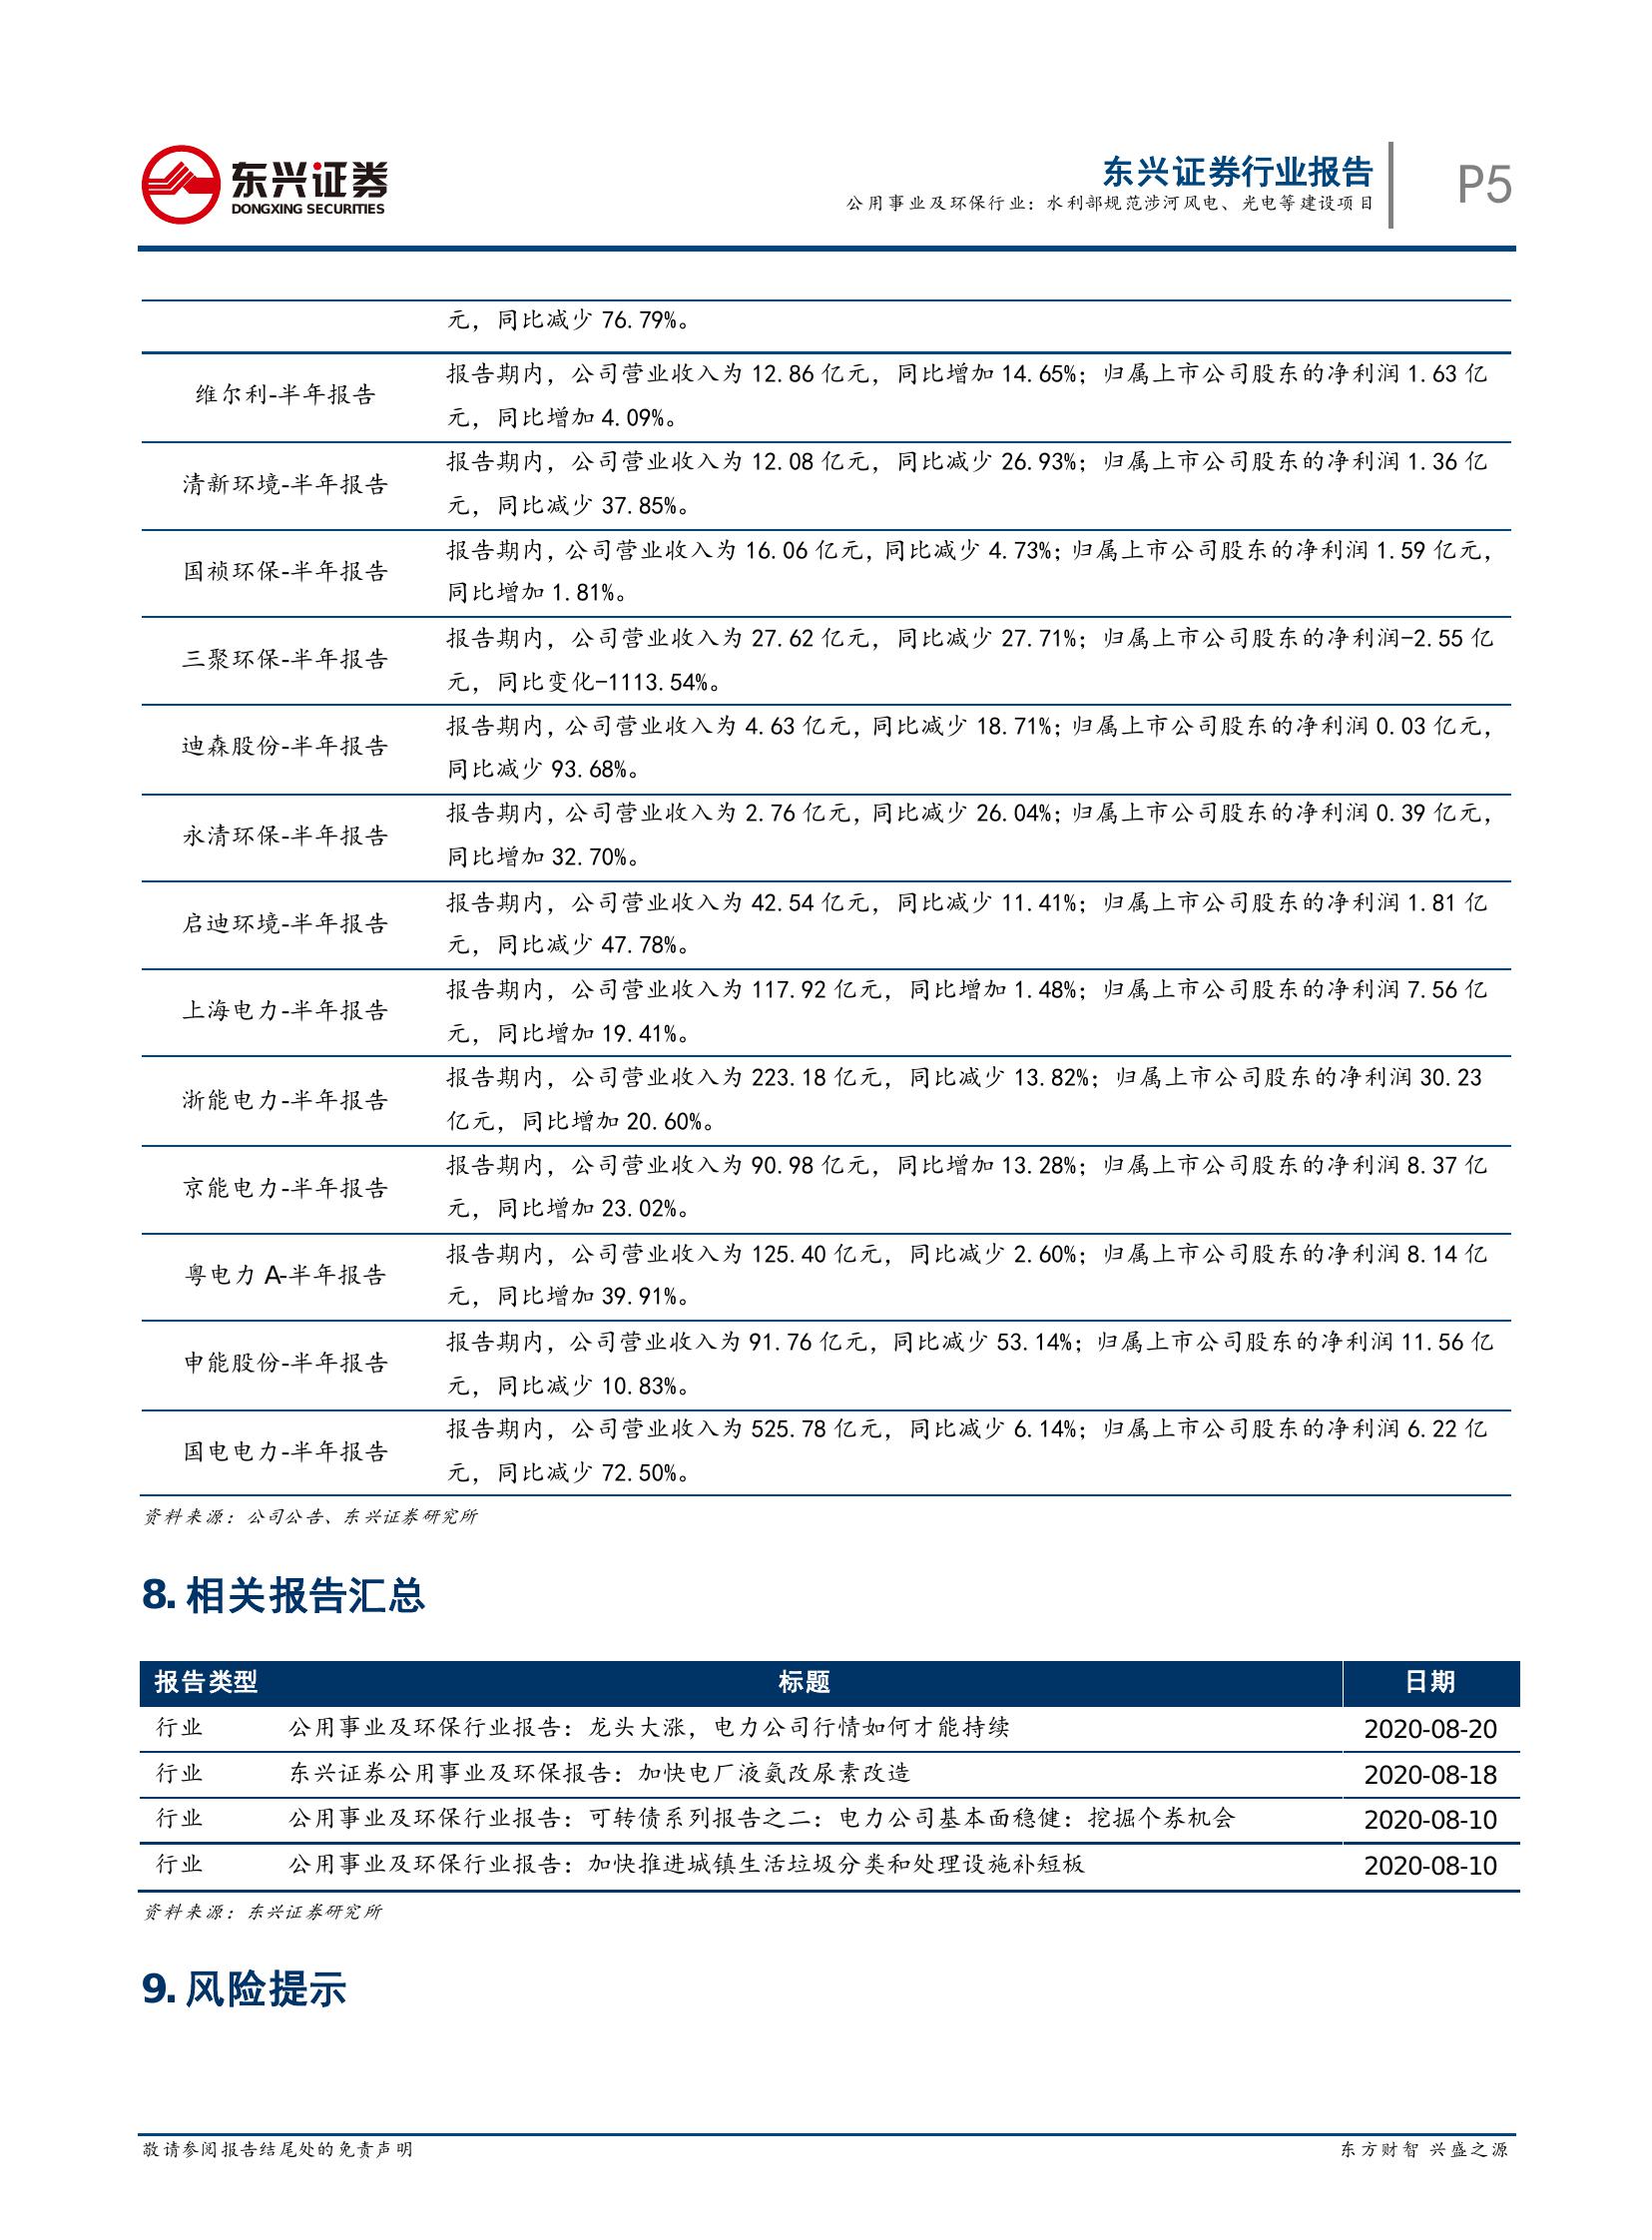 东兴证券
DONGXING SECURITIES
东兴证券行业报告
公用事业及环保行业：水利部规范涉河风电、光电等建设项目
P5
元，同比减少 76.79%。
维尔利-半年报告
报告期内，公司营业收入为 12.86 亿元，同比增加 14.65%；归属上市公司股东的净利润 1.63 亿
元，同比增加 4.09%。
清新环境-半年报告
报告期内，公司营业收入为 12.08 亿元，同比减少 26.93%；归属上市公司股东的净利润 1.36 亿
元，同比减少 37.85%。
国祯环保-半年报告
报告期内，公司营业收入为 16.06 亿元，同比减少 4.73%；归属上市公司股东的净利润 1.59 亿元，
同比增加 1.81%。
三聚环保-半年报告
报告期内，公司营业收入为 27.62 亿元，同比减少 27.71%；归属上市公司股东的净利润-2.55 亿
元，同比变化-1113.54%。
迪森股份-半年报告
报告期内，公司营业收入为 4.63 亿元，同比减少 18.71%；归属上市公司股东的净利润 0.03 亿元，
同比减少 93.68%。
永清环保-半年报告
报告期内，公司营业收入为 2.76 亿元，同比减少 26.04%；归属上市公司股东的净利润 0.39 亿元，
同比增加 32.70%。
启迪环境-半年报告
报告期内，公司营业收入为 42.54 亿元，同比减少 11.41%；归属上市公司股东的净利润 1.81 亿
元，同比减少 47.78%。
上海电力-半年报告
报告期内，公司营业收入为 117.92 亿元，同比增加 1.48%；归属上市公司股东的净利润 7.56 亿
元，同比增加 19.41%。
浙能电力-半年报告
报告期内，公司营业收入为 223.18 亿元，同比减少 13.82%；归属上市公司股东的净利润 30.23
亿元，同比增加 20.60%。
京能电力-半年报告
报告期内，公司营业收入为 90.98 亿元，同比增加 13.28%；归属上市公司股东的净利润 8.37 亿
元，同比增加 23.02%。
粤电力 A-半年报告
报告期内，公司营业收入为 125.40 亿元，同比减少 2.60%；归属上市公司股东的净利润 8.14 亿
元，同比增加 39.91%。
申能股份-半年报告
报告期内，公司营业收入为 91.76 亿元，同比减少 53.14%；归属上市公司股东的净利润 11.56 亿
元，同比减少 10.83%。
国电电力-半年报告
报告期内，公司营业收入为 525.78 亿元，同比减少 6.14%；归属上市公司股东的净利润 6.22 亿
元，同比减少 72.50%。
资料来源：公司公告、东兴证券研究所
8. 相关报告汇总
报告类型 标题 日期
行业 公用事业及环保行业报告：龙头大涨，电力公司行情如何才能持续 2020-08-20
行业 东兴证券公用事业及环保报告：加快电厂液氨改尿素改造 2020-08-18
行业 公用事业及环保行业报告：可转债系列报告之二：电力公司基本面稳健：挖掘个券机会 2020-08-10
行业 公用事业及环保行业报告：加快推进城镇生活垃圾分类和处理设施补短板 2020-08-10
资料来源：东兴证券研究所
9. 风险提示
敬请参阅报告结尾处的免责声明
东方财智 兴盛之源